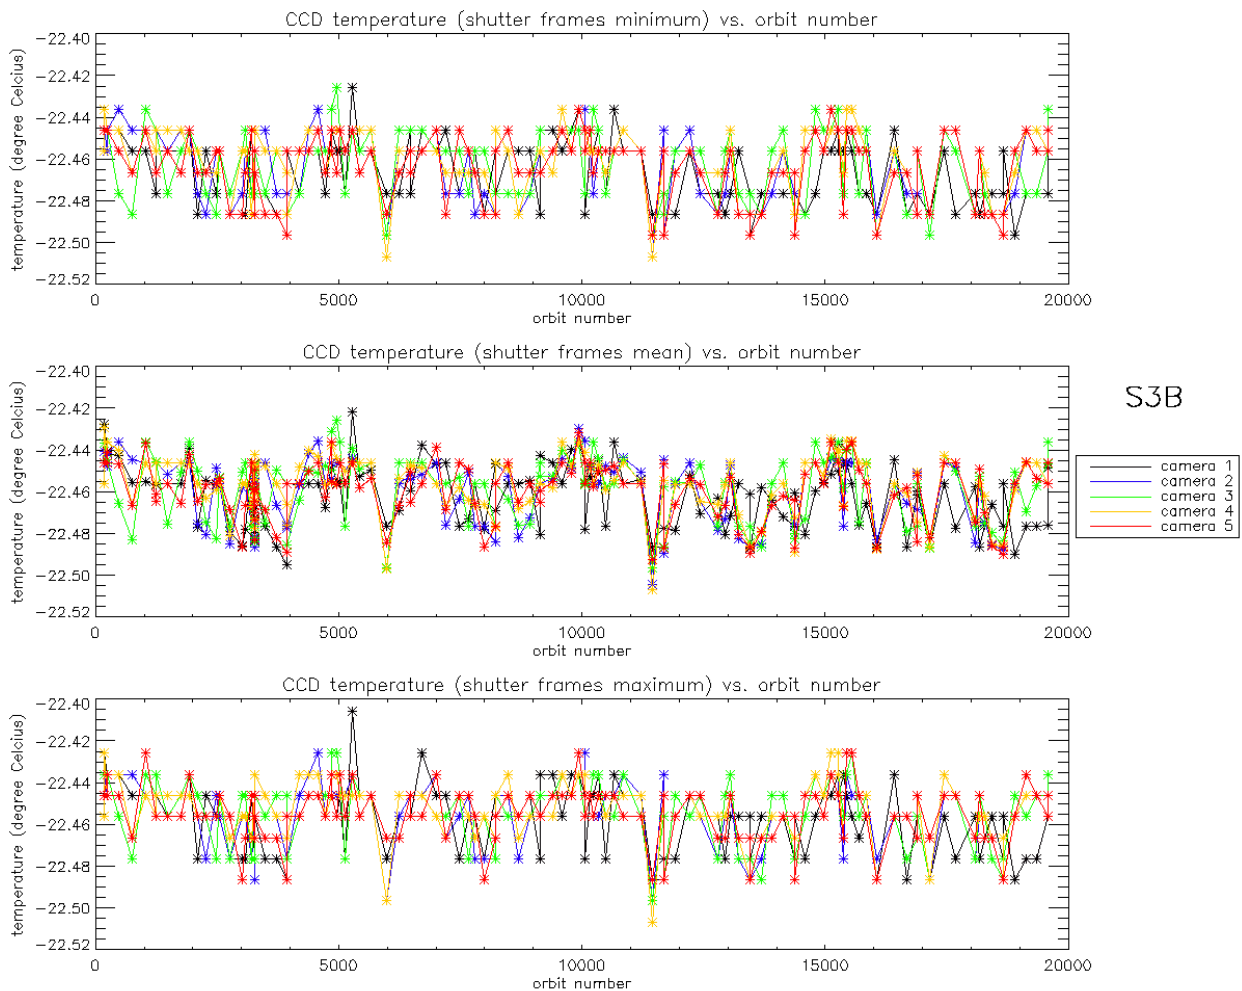 CCD temperature (shutter frames minimum) vs. orbit number
temperature (degree Celcius)
−22.40
−22.42
−22.44
−22.46
−22.48
−22.50
−22.52
0 5000 10000 15000 20000
orbit number
CCD temperature (shutter frames mean) vs. orbit number
temperature (degree Celcius)
−22.40
−22.42
−22.44
−22.46
−22.48
−22.50
−22.52
0 5000 10000 15000 20000
orbit number
S3B
camera 1
camera 2
camera 3
camera 4
camera 5
CCD temperature (shutter frames maximum) vs. orbit number
temperature (degree Celcius)
−22.40
−22.42
−22.44
−22.46
−22.48
−22.50
−22.52
0 5000 10000 15000 20000
orbit number